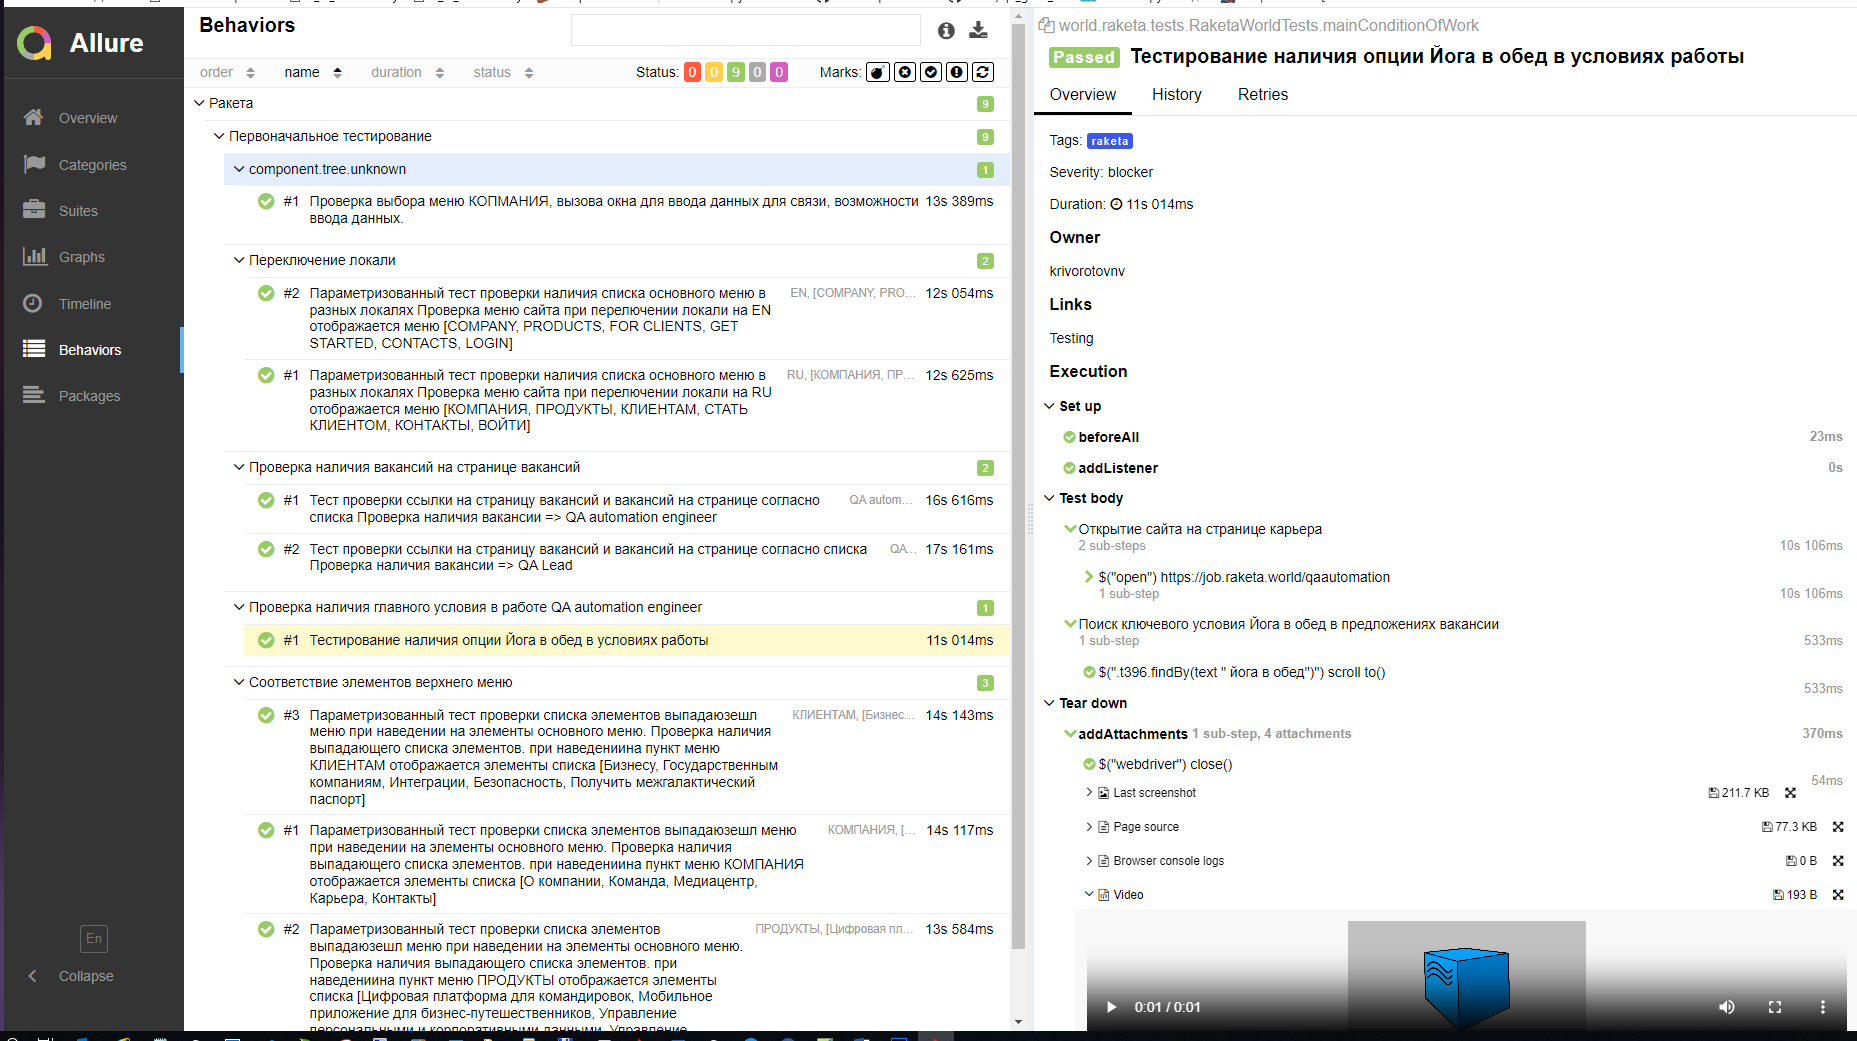 Allure
Overview
Categories
Suites
Graphs
Timeline
Behaviors
Packages
En
Collapse
Behaviors
order name duration status Status: 0 0 9 0 0 Marks:
Ракета 9
Первоначальное тестирование 9
component.tree.unknown 1
#1 Проверка выбора меню КОПМАНИЯ, вызова окна для ввода данных для связи, возможности 13s 389ms
ввода данных.
Переключение локали 2
#2 Параметризованный тест проверки наличия списка основного меню в EN, [COMPANY, PRO... 12s 054ms
разных локалях Проверка меню сайта при перелючении локали на EN
отображается меню [COMPANY, PRODUCTS, FOR CLIENTS, GET
STARTED, CONTACTS, LOGIN]
#1 Параметризованный тест проверки наличия списка основного меню в RU, [КОМПАНИЯ, ПР... 12s 625ms
разных локалях Проверка меню сайта при перелючении локали на RU
отображается меню [КОМПАНИЯ, ПРОДУКТЫ, КЛИЕНТАМ, СТАТЬ
КЛИЕНТОМ, КОНТАКТЫ, ВОЙТИ]
Проверка наличия вакансий на странице вакансий 2
#1 Тест проверки ссылки на страницу вакансий и вакансий на странице согласно QA autom... 16s 616ms
списка Проверка наличия вакансии => QA automation engineer
#2 Тест проверки ссылки на страницу вакансий и вакансий на странице согласно списка QA... 17s 161ms
Проверка наличия вакансии => QA Lead
Проверка наличия главного условия в работе QA automation engineer 1
#1 Тестирование наличия опции Йога в обед в условиях работы 11s 014ms
Соответствие элементов верхнего меню 3
#3 Параметризованный тест проверки списка элементов выпадаюзешл КЛИЕНТАМ, [Бизнес... 14s 143ms
меню при наведении на элементы основного меню. Проверка наличия
выпадающего списка элементов. при наведениина пункт меню
КЛИЕНТАМ отображается элементы списка [Бизнесу, Государственным
компаниям, Интеграции, Безопасность, Получить межгалактический
паспорт]
#1 Параметризованный тест проверки списка элементов выпадаюзешл меню КОМПАНИЯ, [... 14s 117ms
при наведении на элементы основного меню. Проверка наличия
выпадающего списка элементов. при наведениина пункт меню КОМПАНИЯ
отображается элементы списка [О компании, Команда, Медиацентр,
Карьера, Контакты]
#2 Параметризованный тест проверки списка элементов ПРОДУКТЫ, [Цифровая пл... 13s 584ms
выпадаюзешл меню при наведении на элементы основного меню.
Проверка наличия выпадающего списка элементов. при
наведениина пункт меню ПРОДУКТЫ отображается элементы
списка [Цифровая платформа для командировок, Мобильное
приложение для бизнес-путешественников, Управление
персональными и корпоративными данными, Управление
world.raketa.tests.RaketaWorldTests.mainConditionOfWork
Passed Тестирование наличия опции Йога в обед в условиях работы
Overview History Retries
Tags: raketa
Severity: blocker
Duration: 11s 014ms
Owner
krivorotovnv
Links
Testing
Execution
Set up
beforeAll 23ms
addListener 0s
Test body
Открытие сайта на странице карьера
2 sub-steps 10s 106ms
$("open") https://job.raketa.world/qaautomation
1 sub-step 10s 106ms
Поиск ключевого условия Йога в обед в предложениях вакансии
1 sub-step 533ms
$(".t396.findBy(text " йога в обед")") scroll to()
533ms
Tear down
addAttachments 1 sub-step, 4 attachments 370ms
$("webdriver") close()
54ms
Last screenshot 211.7 KB
Page source 77.3 KB
Browser console logs 0 B
Video 193 B
0:01 / 0:01